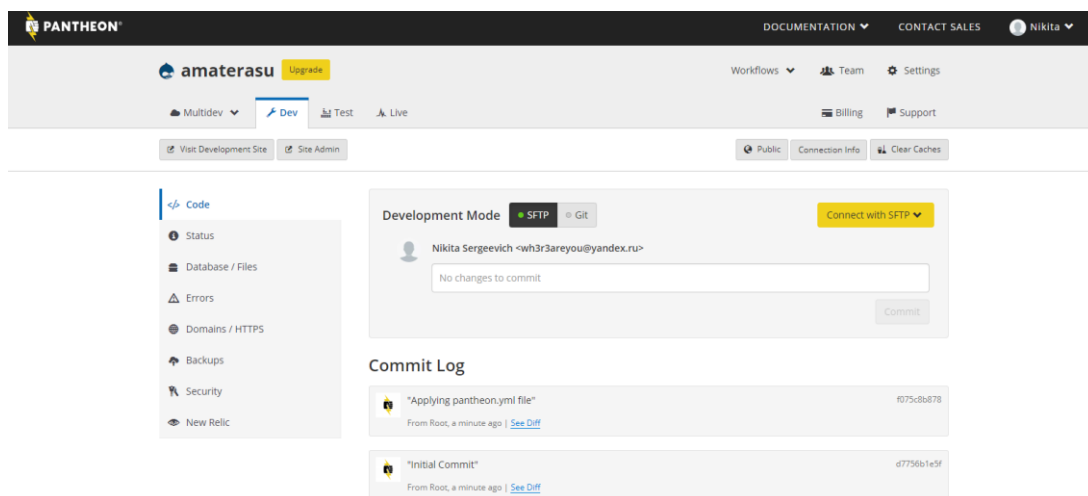 PANTHEON®
DOCUMENTATION
CONTACT SALES
Nikita
amaterasu
Upgrade
Workflows
Team
Settings
Multidev
Dev
Test
Live
Billing
Support
Visit Development Site
Site Admin
Public
Connection Info
Clear Caches
</> Code
Status
Database / Files
Errors
Domains / HTTPS
Backups
Security
New Relic
Development Mode
SFTP
Git
Connect with SFTP
Nikita Sergeevich <wh3r3areyou@yandex.ru>
No changes to commit
Commit
Commit Log
"Applying pantheon.yml file"
f075c8b878
From Root, a minute ago | See Diff
"Initial Commit"
d7756b1e5f
From Root, a minute ago | See Diff